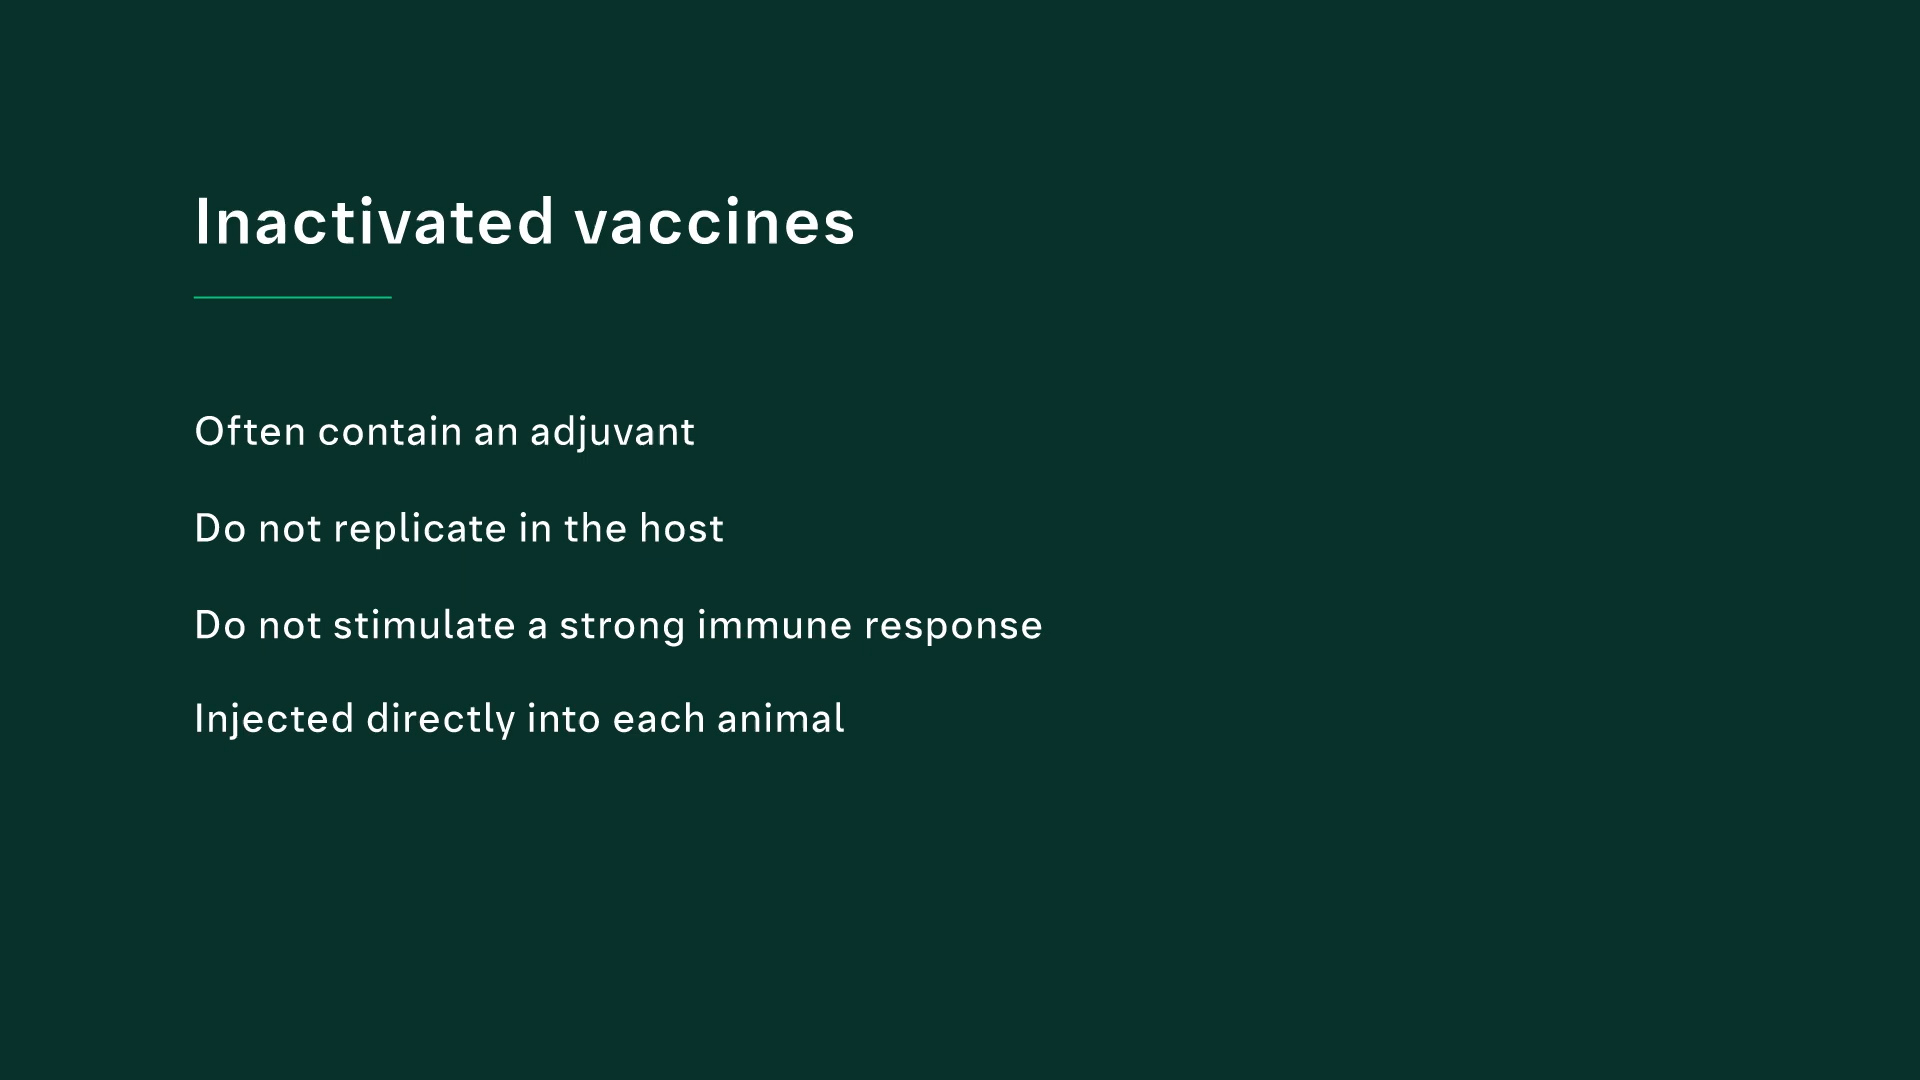 Inactivated vaccines
Often contain an adjuvant
Do not replicate in the host
Do not stimulate a strong immune response
Injected directly into each animal